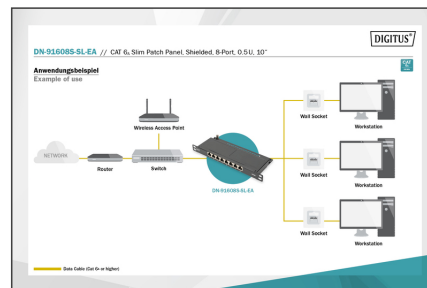 DIGITUS®
DN-91608S-SL-EA // CAT 6A Slim Patch Panel, Shielded, 8-Port, 0.5U, 10"
CAT
Anwendungsbeispiel
Example of use
NETWORK
Router
Wireless Access Point
Switch
DN-91608S-SL-EA
Wall Socket
Workstation
Wall Socket
Workstation
Wall Socket
Workstation
Data Cable (Cat 6A or higher)